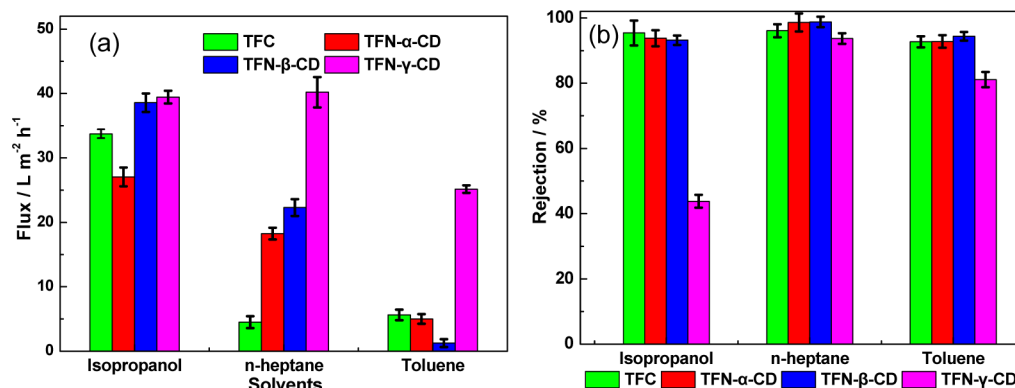 (a)
TFC
TFN-α-CD
TFN-β-CD
TFN-γ-CD
Flux / L m⁻² h⁻¹
50
40
30
20
10
0
Isopropanol
n-heptane
Toluene
Solvents
(b)
Rejection / %
100
80
60
40
20
0
Isopropanol
n-heptane
Toluene
TFC
TFN-α-CD
TFN-β-CD
TFN-γ-CD